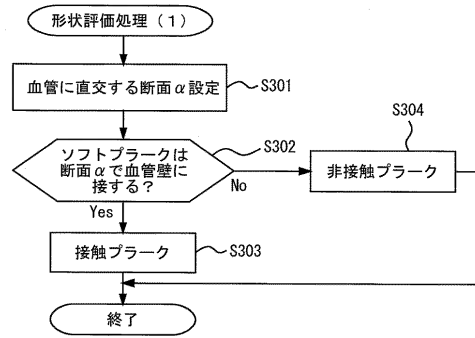 形状評価処理(1)
血管に直交する断面α設定
S301
ソフトプラークは
断面αで血管壁に
接する?
S302
No
Yes
S304
非接触プラーク
接触プラーク
S303
終了